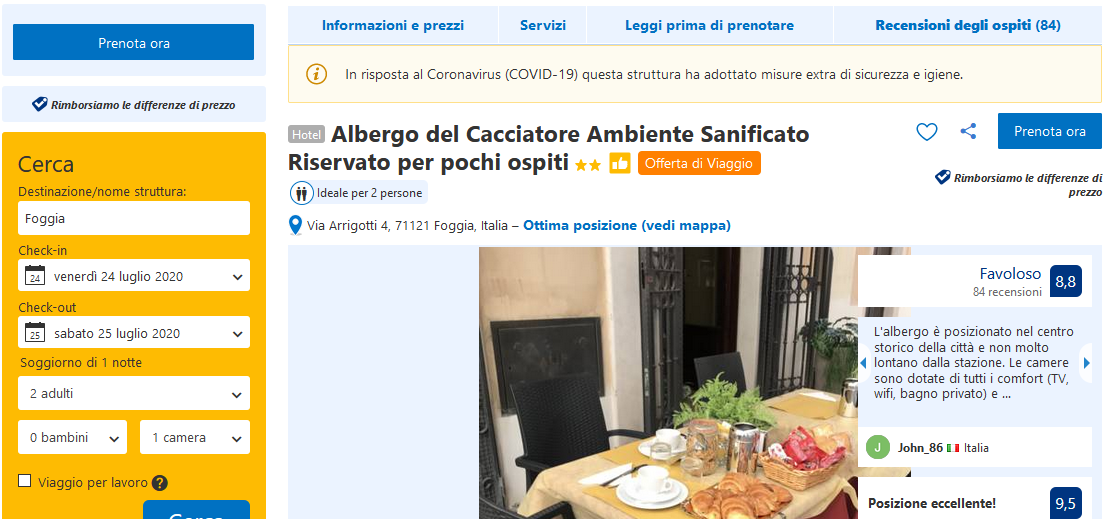 Prenota ora
Rimborsiamo le differenze di prezzo
Cerca
Destinazione/nome struttura:
Foggia
Check-in
24
venerdì 24 luglio 2020
Check-out
25
sabato 25 luglio 2020
Soggiorno di 1 notte
2 adulti
0 bambini
1 camera
Viaggio per lavoro ?
Cerca
Informazioni e prezzi
Servizi
Leggi prima di prenotare
Recensioni degli ospiti (84)
In risposta al Coronavirus (COVID-19) questa struttura ha adottato misure extra di sicurezza e igiene.
Hotel Albergo del Cacciatore Ambiente Sanificato
Riservato per pochi ospiti
Offerta di Viaggio
Prenota ora
Rimborsiamo le differenze di
prezzo
Ideale per 2 persone
Via Arrigotti 4, 71121 Foggia, Italia – Ottima posizione (vedi mappa)
Favoloso
84 recensioni
8,8
L'albergo è posizionato nel centro
storico della città e non molto
lontano dalla stazione. Le camere
sono dotate di tutti i comfort (TV,
wifi, bagno privato) e ...
J
John_86 Italia
Posizione eccellente!
9,5